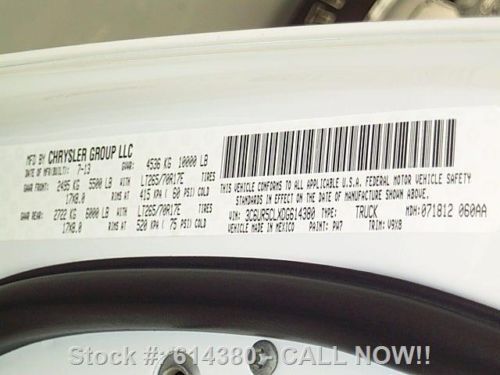 MFD BY CHRYSLER GROUP LLC
DATE OF MFD(BUILT): 7-13 GVWR: 4536 KG 10000 LB
GAWR FRONT: 2495 KG 5500 LB WITH LT265/70R17E TIRES
17X8.0 RIMS AT 415 KPA ( 60 PSI) COLD
GAWR REAR: 2722 KG 6000 LB WITH LT265/70R17E TIRES
17X8.0 RIMS AT 520 KPA ( 75 PSI) COLD
THIS VEHICLE CONFORMS TO ALL APPLICABLE U.S.A. FEDERAL MOTOR VEHICLE SAFETY
STANDARDS IN EFFECT ON THE DATE OF MANUFACTURE SHOWN ABOVE.
VIN: 3C6UR5CLXDG614380 TYPE: TRUCK MDH: 071812 060AA
VEHICLE MADE IN MEXICO PAINT: PW7 TRIM: V9X8
Stock #: 614380 - CALL NOW!!